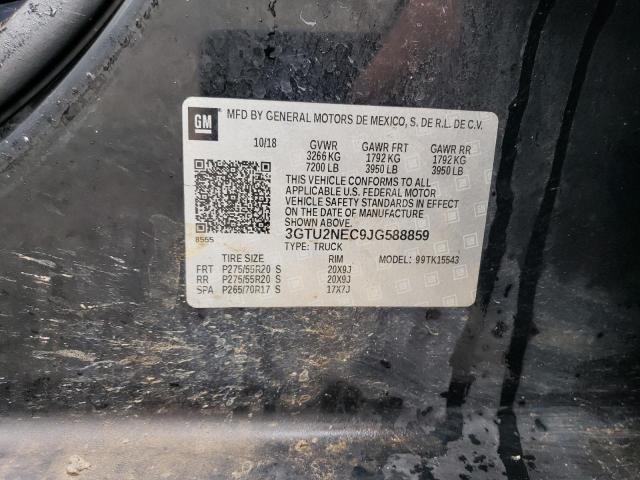 GM
MFD BY GENERAL MOTORS DE MEXICO, S. DE R.L. DE C.V.
10/18 GVWR GAWR FRT GAWR RR
3266 KG 1792 KG 1792 KG
7200 LB 3950 LB 3950 LB
THIS VEHICLE CONFORMS TO ALL
APPLICABLE U.S. FEDERAL MOTOR
VEHICLE SAFETY STANDARDS IN EFFECT
ON THE DATE OF MANUFACTURE
SHOWN ABOVE.
3GTU2NEC9JG588859
8555 TYPE: TRUCK
TIRE SIZE RIM MODEL: 99TK15543
FRT P275/55R20 S 20X9J
RR P275/55R20 S 20X9J
SPA P265/70R17 S 17X7J